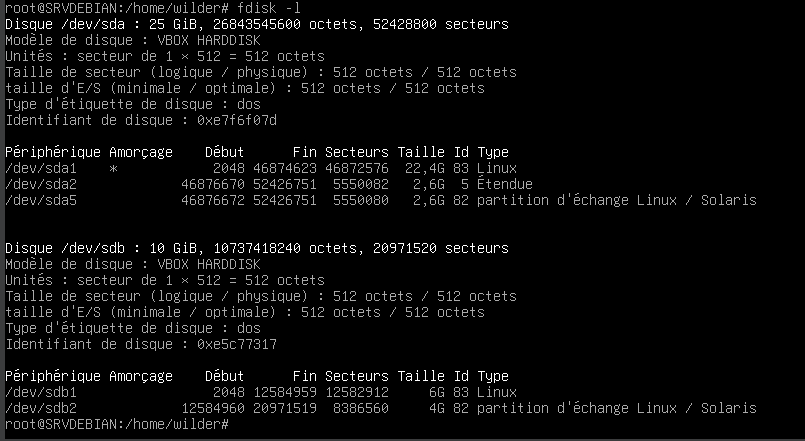 root@SRVDEBIAN:/home/wilder# fdisk -l
Disque /dev/sda : 25 GiB, 26843545600 octets, 52428800 secteurs
Modèle de disque : VBOX HARDDISK
Unités : secteur de 1 × 512 = 512 octets
Taille de secteur (logique / physique) : 512 octets / 512 octets
taille d'E/S (minimale / optimale) : 512 octets / 512 octets
Type d'étiquette de disque : dos
Identifiant de disque : 0xe7f6f07d
Périphérique Amorçage Début Fin Secteurs Taille Id Type
/dev/sda1 * 2048 46874623 46872576 22,4G 83 Linux
/dev/sda2 46876670 52426751 5550082 2,6G 5 Étendue
/dev/sda5 46876672 52426751 5550080 2,6G 82 partition d'échange Linux / Solaris
Disque /dev/sdb : 10 GiB, 10737418240 octets, 20971520 secteurs
Modèle de disque : VBOX HARDDISK
Unités : secteur de 1 × 512 = 512 octets
Taille de secteur (logique / physique) : 512 octets / 512 octets
taille d'E/S (minimale / optimale) : 512 octets / 512 octets
Type d'étiquette de disque : dos
Identifiant de disque : 0xe5c77317
Périphérique Amorçage Début Fin Secteurs Taille Id Type
/dev/sdb1 2048 12584959 12582912 6G 83 Linux
/dev/sdb2 12584960 20971519 8386560 4G 82 partition d'échange Linux / Solaris
root@SRVDEBIAN:/home/wilder#